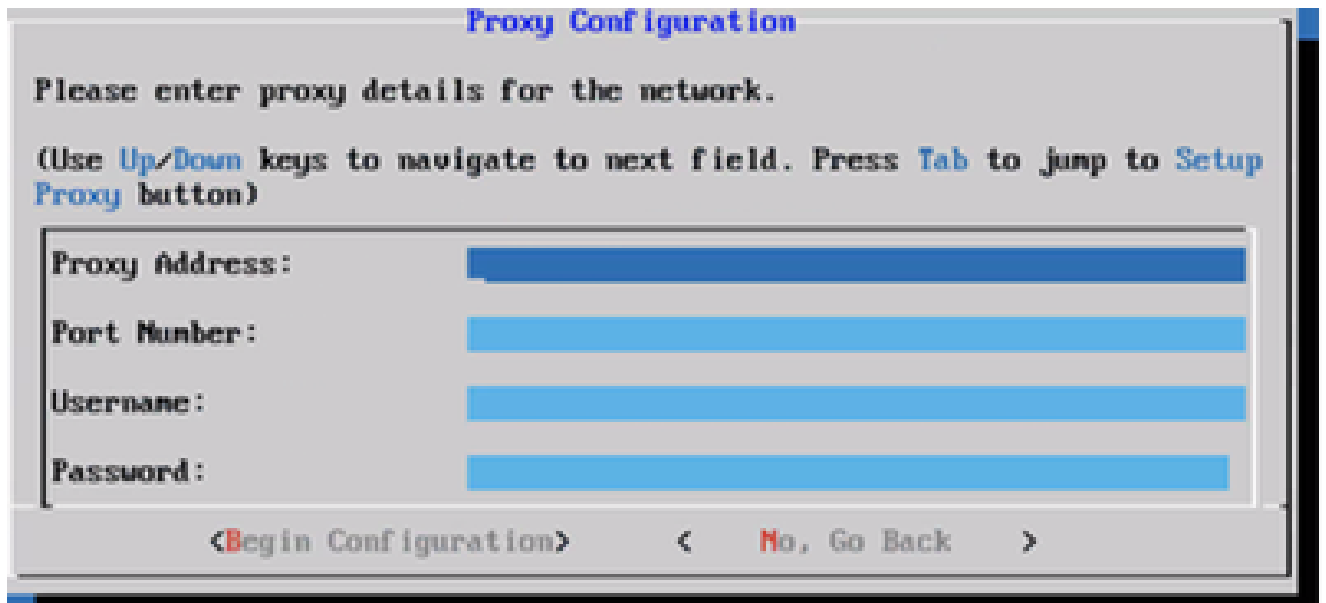 Proxy Configuration
Please enter proxy details for the network.
(Use Up/Down keys to navigate to next field. Press Tab to jump to Setup
Proxy button)
Proxy Address:
Port Number:
Username:
Password:
<Begin Configuration> < No, Go Back >